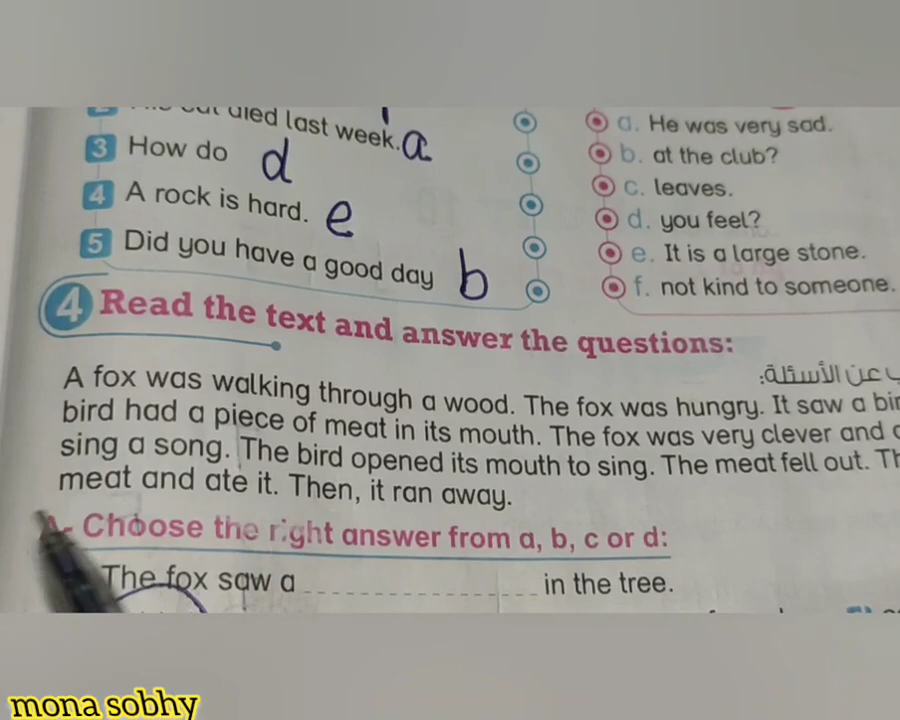 died last week. a
3 How do d
4 A rock is hard. e
5 Did you have a good day b
a. He was very sad.
b. at the club?
c. leaves.
d. you feel?
e. It is a large stone.
f. not kind to someone.
4 Read the text and answer the questions:
عن الأسئلة:
A fox was walking through a wood. The fox was hungry. It saw a
bird had a piece of meat in its mouth. The fox was very clever and
sing a song. The bird opened its mouth to sing. The meat fell out.
meat and ate it. Then, it ran away.
Choose the right answer from a, b, c or d:
The fox saw a ---------------- in the tree.
mona sobhy